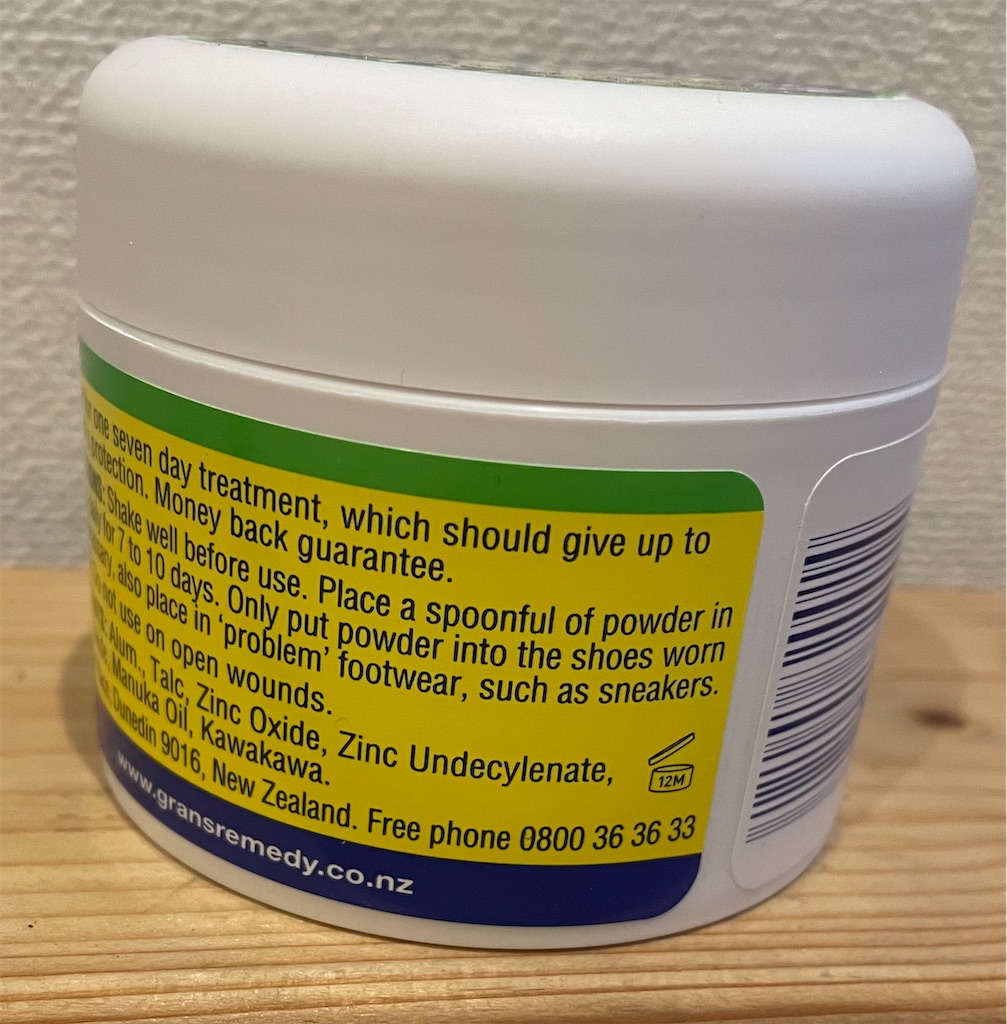 one seven day treatment, which should give up to
protection. Money back guarantee.
Shake well before use. Place a spoonful of powder in
for 7 to 10 days. Only put powder into the shoes worn
also place in ‘problem’ footwear, such as sneakers.
not use on open wounds.
Alum., Talc, Zinc Oxide, Zinc Undecylenate,
Manuka Oil, Kawakawa.
12M
Dunedin 9016, New Zealand. Free phone 0800 36 36 33
www.gransremedy.co.nz